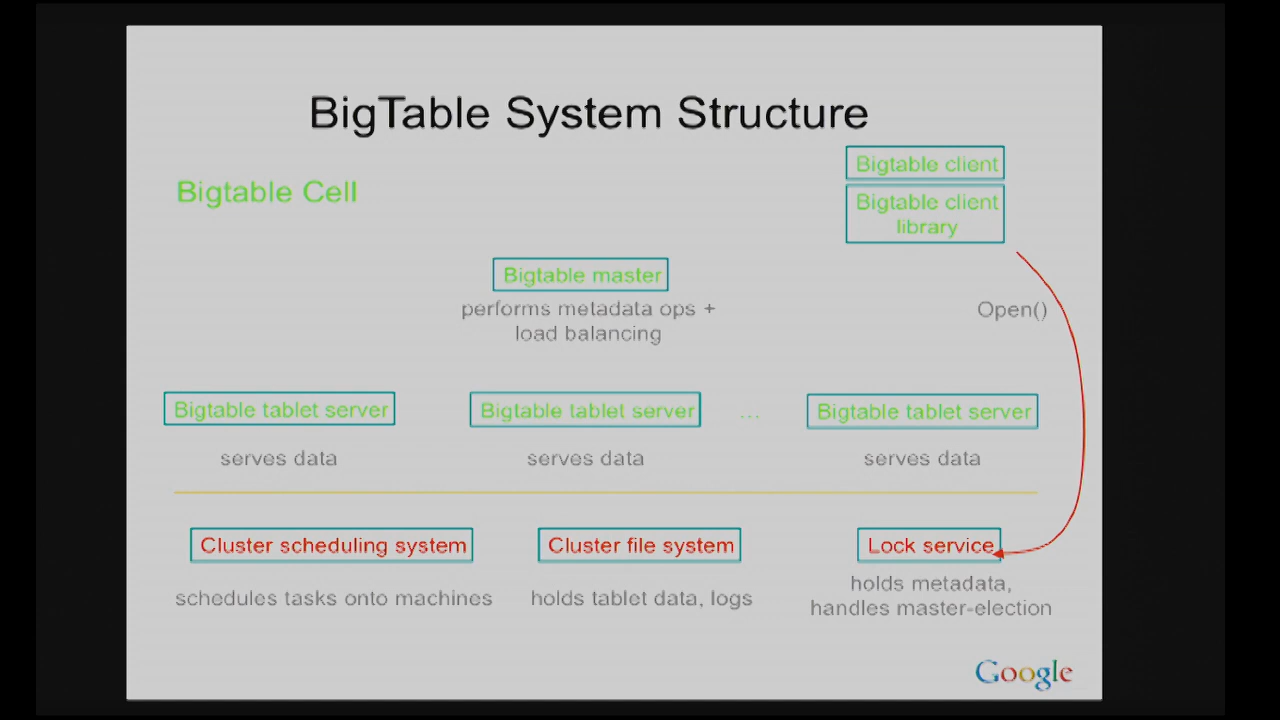 BigTable System Structure
Bigtable Cell
Bigtable client
Bigtable client
library
Bigtable master
performs metadata ops +
load balancing
Open()
Bigtable tablet server
Bigtable tablet server
...
Bigtable tablet server
serves data
serves data
serves data
Cluster scheduling system
Cluster file system
Lock service
schedules tasks onto machines
holds tablet data, logs
holds metadata,
handles master-election
Google